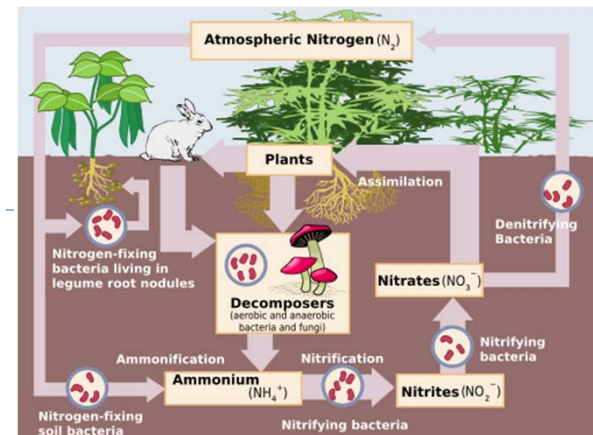 Atmospheric Nitrogen (N₂)
Plants
Assimilation
Nitrogen-fixing
bacteria living in
legume root nodules
Denitrifying
Bacteria
Decomposers
(aerobic and anaerobic
bacteria and fungi)
Nitrates (NO₃⁻)
Ammonification
Nitrification
Nitrifying
bacteria
Ammonium
(NH₄⁺)
Nitrites (NO₂⁻)
Nitrogen-fixing
soil bacteria
Nitrifying bacteria